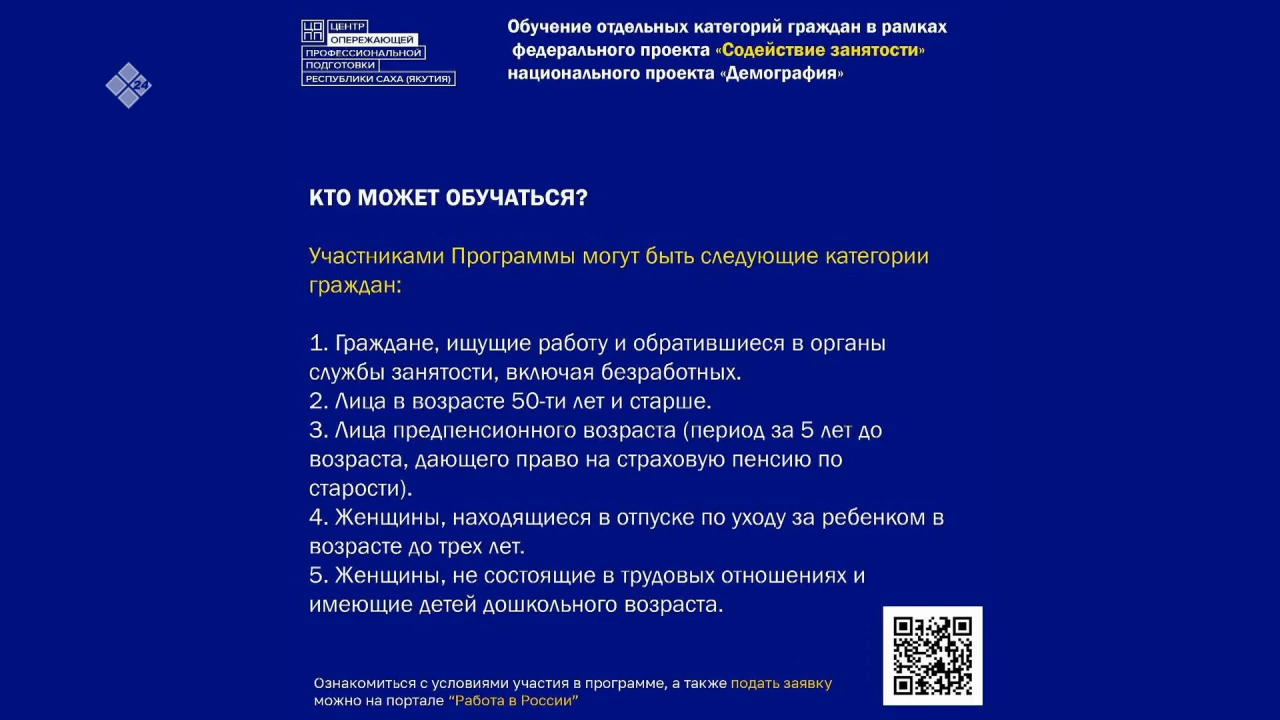 ЦО
ПП
ЦЕНТР
ОПЕРЕЖАЮЩЕЙ
ПРОФЕССИОНАЛЬНОЙ
ПОДГОТОВКИ
РЕСПУБЛИКИ САХА (ЯКУТИЯ)
Обучение отдельных категорий граждан в рамках
федерального проекта «Содействие занятости»
национального проекта «Демография»
24
КТО МОЖЕТ ОБУЧАТЬСЯ?
Участниками Программы могут быть следующие категории
граждан:
1. Граждане, ищущие работу и обратившиеся в органы
службы занятости, включая безработных.
2. Лица в возрасте 50-ти лет и старше.
3. Лица предпенсионного возраста (период за 5 лет до
возраста, дающего право на страховую пенсию по
старости).
4. Женщины, находящиеся в отпуске по уходу за ребенком в
возрасте до трех лет.
5. Женщины, не состоящие в трудовых отношениях и
имеющие детей дошкольного возраста.
Ознакомиться с условиями участия в программе, а также подать заявку
можно на портале “Работа в России”